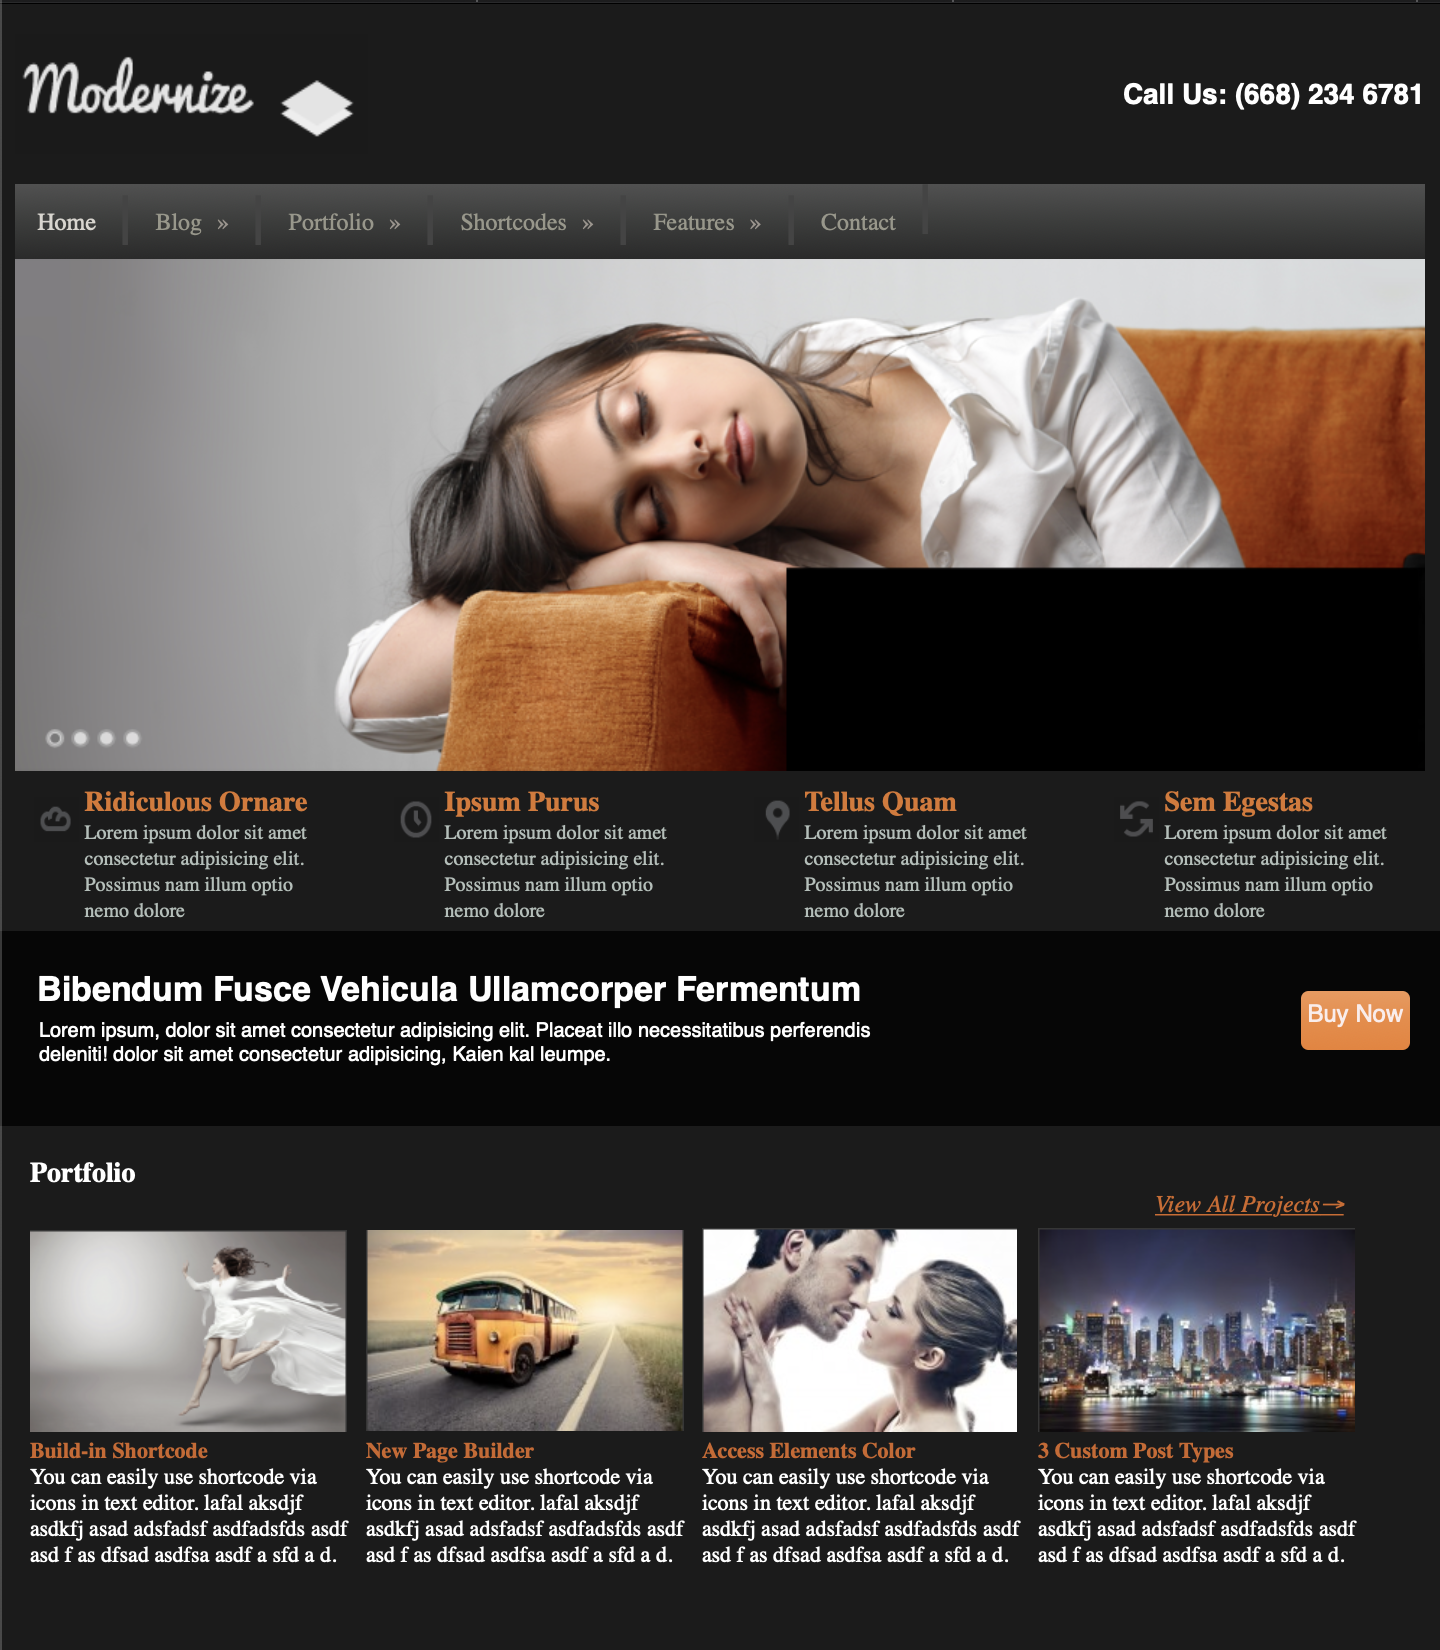 Modernize
Call Us: (668) 234 6781
Home Blog » Portfolio » Shortcodes » Features » Contact
Ridiculous Ornare
Lorem ipsum dolor sit amet
consectetur adipisicing elit.
Possimus nam illum optio
nemo dolore
Ipsum Purus
Lorem ipsum dolor sit amet
consectetur adipisicing elit.
Possimus nam illum optio
nemo dolore
Tellus Quam
Lorem ipsum dolor sit amet
consectetur adipisicing elit.
Possimus nam illum optio
nemo dolore
Sem Egestas
Lorem ipsum dolor sit amet
consectetur adipisicing elit.
Possimus nam illum optio
nemo dolore
Bibendum Fusce Vehicula Ullamcorper Fermentum
Lorem ipsum, dolor sit amet consectetur adipisicing elit. Placeat illo necessitatibus perferendis
deleniti! dolor sit amet consectetur adipisicing, Kaien kal leumpe.
Buy Now
Portfolio
View All Projects→
Build-in Shortcode
You can easily use shortcode via
icons in text editor. lafal aksdjf
asdkfj asad adsfadsf asdfadsfds asdf
asd f as dfsad asdfsa asdf a sfd a d.
New Page Builder
You can easily use shortcode via
icons in text editor. lafal aksdjf
asdkfj asad adsfadsf asdfadsfds asdf
asd f as dfsad asdfsa asdf a sfd a d.
Access Elements Color
You can easily use shortcode via
icons in text editor. lafal aksdjf
asdkfj asad adsfadsf asdfadsfds asdf
asd f as dfsad asdfsa asdf a sfd a d.
3 Custom Post Types
You can easily use shortcode via
icons in text editor. lafal aksdjf
asdkfj asad adsfadsf asdfadsfds asdf
asd f as dfsad asdfsa asdf a sfd a d.